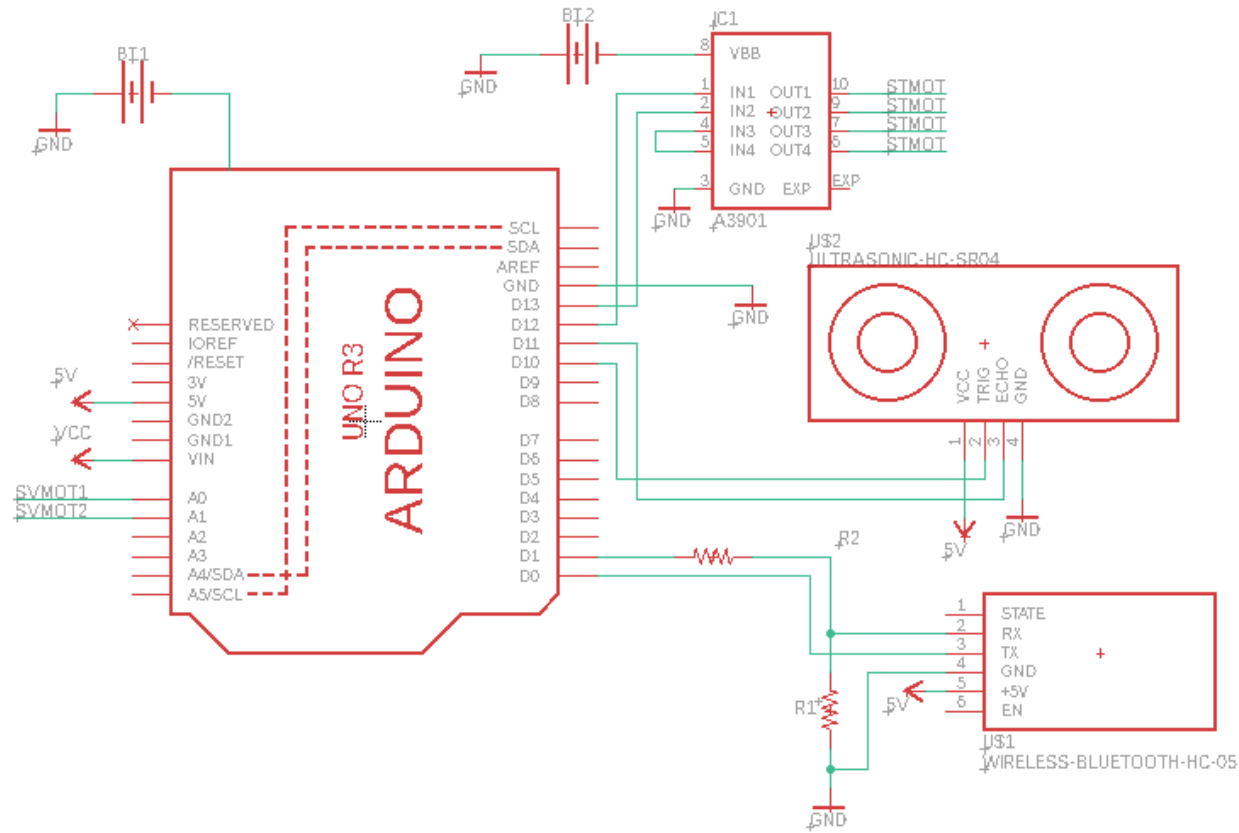 BT1
GND
BT2
GND
IC1
8 VBB
1 IN1 OUT1 10 STMOT
2 IN2 OUT2 9 STMOT
4 IN3 OUT3 7 STMOT
5 IN4 OUT4 6 STMOT
3 GND EXP EXP
GND
A3901
UNO R3
ARDUINO
RESERVED
IOREF
/RESET
3V
5V
GND2
GND1
VIN
A0
A1
A2
A3
A4/SDA
A5/SCL
5V
VCC
SVMOT1
SVMOT2
SCL
SDA
AREF
GND
D13
D12
D11
D10
D9
D8
D7
D6
D5
D4
D3
D2
D1
D0
GND
U$2
ULTRASONIC-HC-SR04
VCC
TRIG
ECHO
GND
1
2
3
4
5V
GND
R2
R1
GND
1 STATE
2 RX
3 TX
4 GND
5 +5V
6 EN
5V
U$1
WIRELESS-BLUETOOTH-HC-05